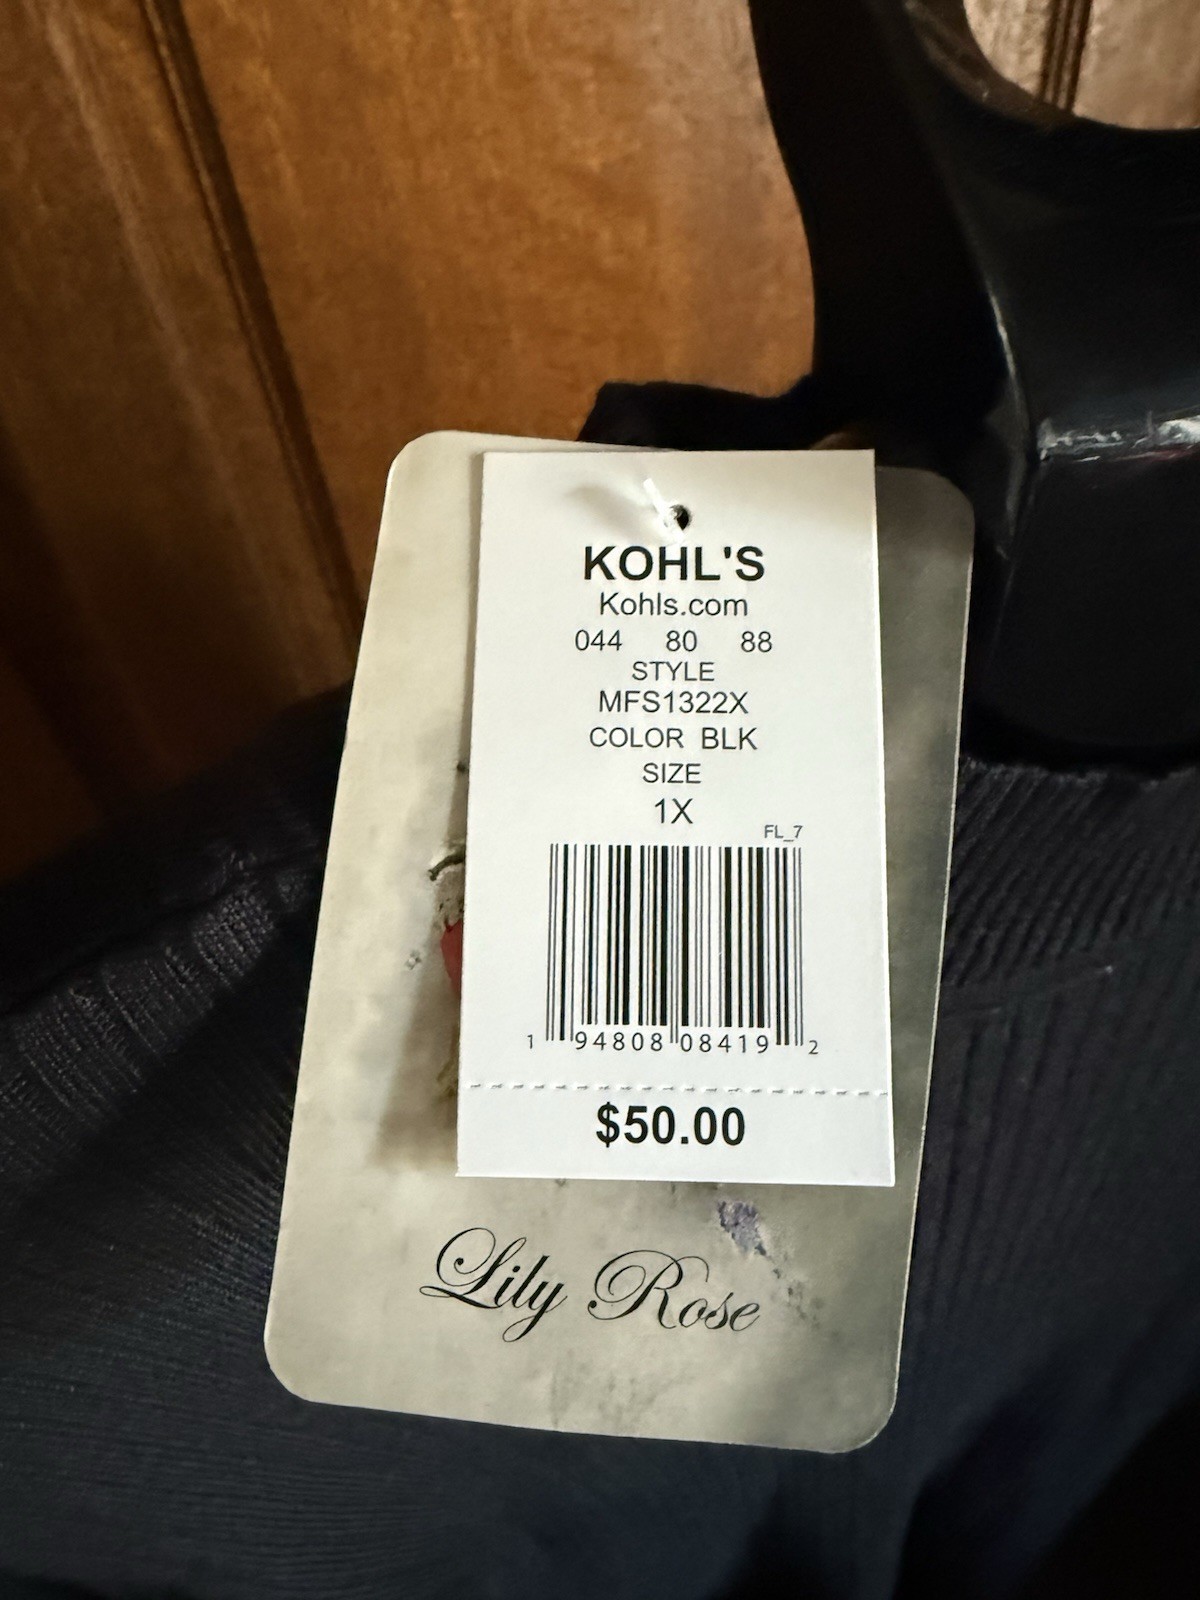 KOHL'S
Kohls.com
044 80 88
STYLE
MFS1322X
COLOR BLK
SIZE
1X
FL_7
1 94808 08419 2
$50.00
Lily Rose